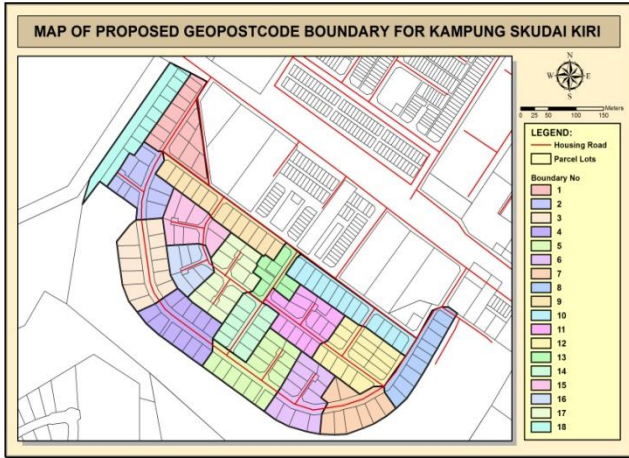 MAP OF PROPOSED GEOPOSTCODE BOUNDARY FOR KAMPUNG SKUDAI KIRI
N
W E
S
Meters
0 25 50 100 150
LEGEND:
Housing Road
Parcel Lots
Boundary No
1
2
3
4
5
6
7
8
9
10
11
12
13
14
15
16
17
18